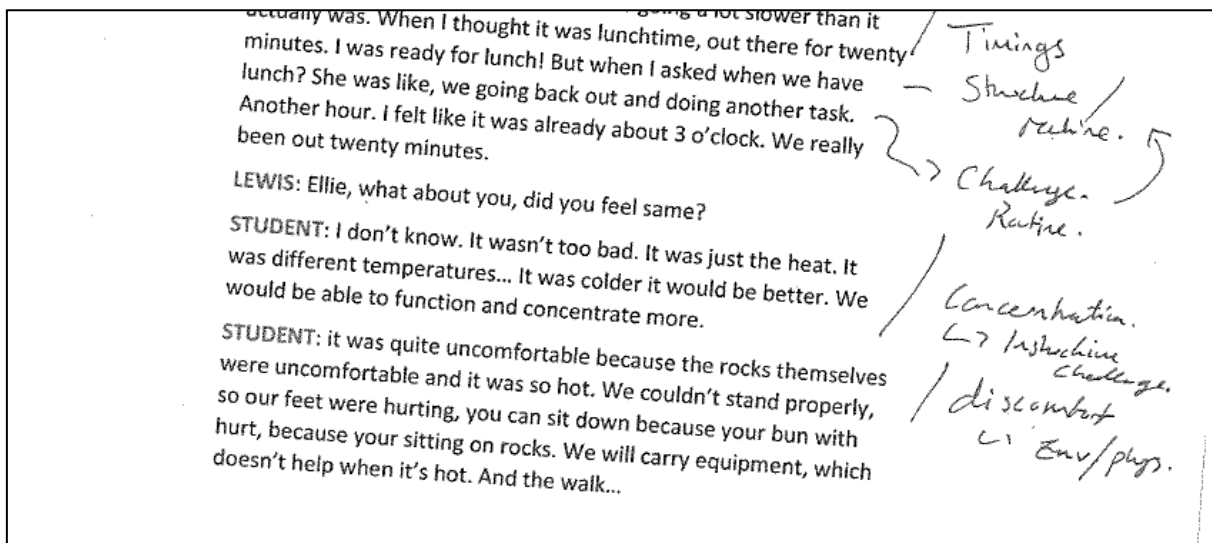 going a lot slower than it
actually was. When I thought it was lunchtime, out there for twenty
minutes. I was ready for lunch! But when I asked when we have
lunch? She was like, we going back out and doing another task.
Another hour. I felt like it was already about 3 o'clock. We really
been out twenty minutes.
LEWIS: Ellie, what about you, did you feel same?
STUDENT: I don't know. It wasn't too bad. It was just the heat. It
was different temperatures... It was colder it would be better. We
would be able to function and concentrate more.
STUDENT: it was quite uncomfortable because the rocks themselves
were uncomfortable and it was so hot. We couldn't stand properly,
so our feet were hurting, you can sit down because your bun with
hurt, because your sitting on rocks. We will carry equipment, which
doesn't help when it's hot. And the walk...
Timings
Structure /
routine.
Challenge.
Routine.
Concentration.
↳ Instructive
challenge.
discomfort
↳ Env/phys.